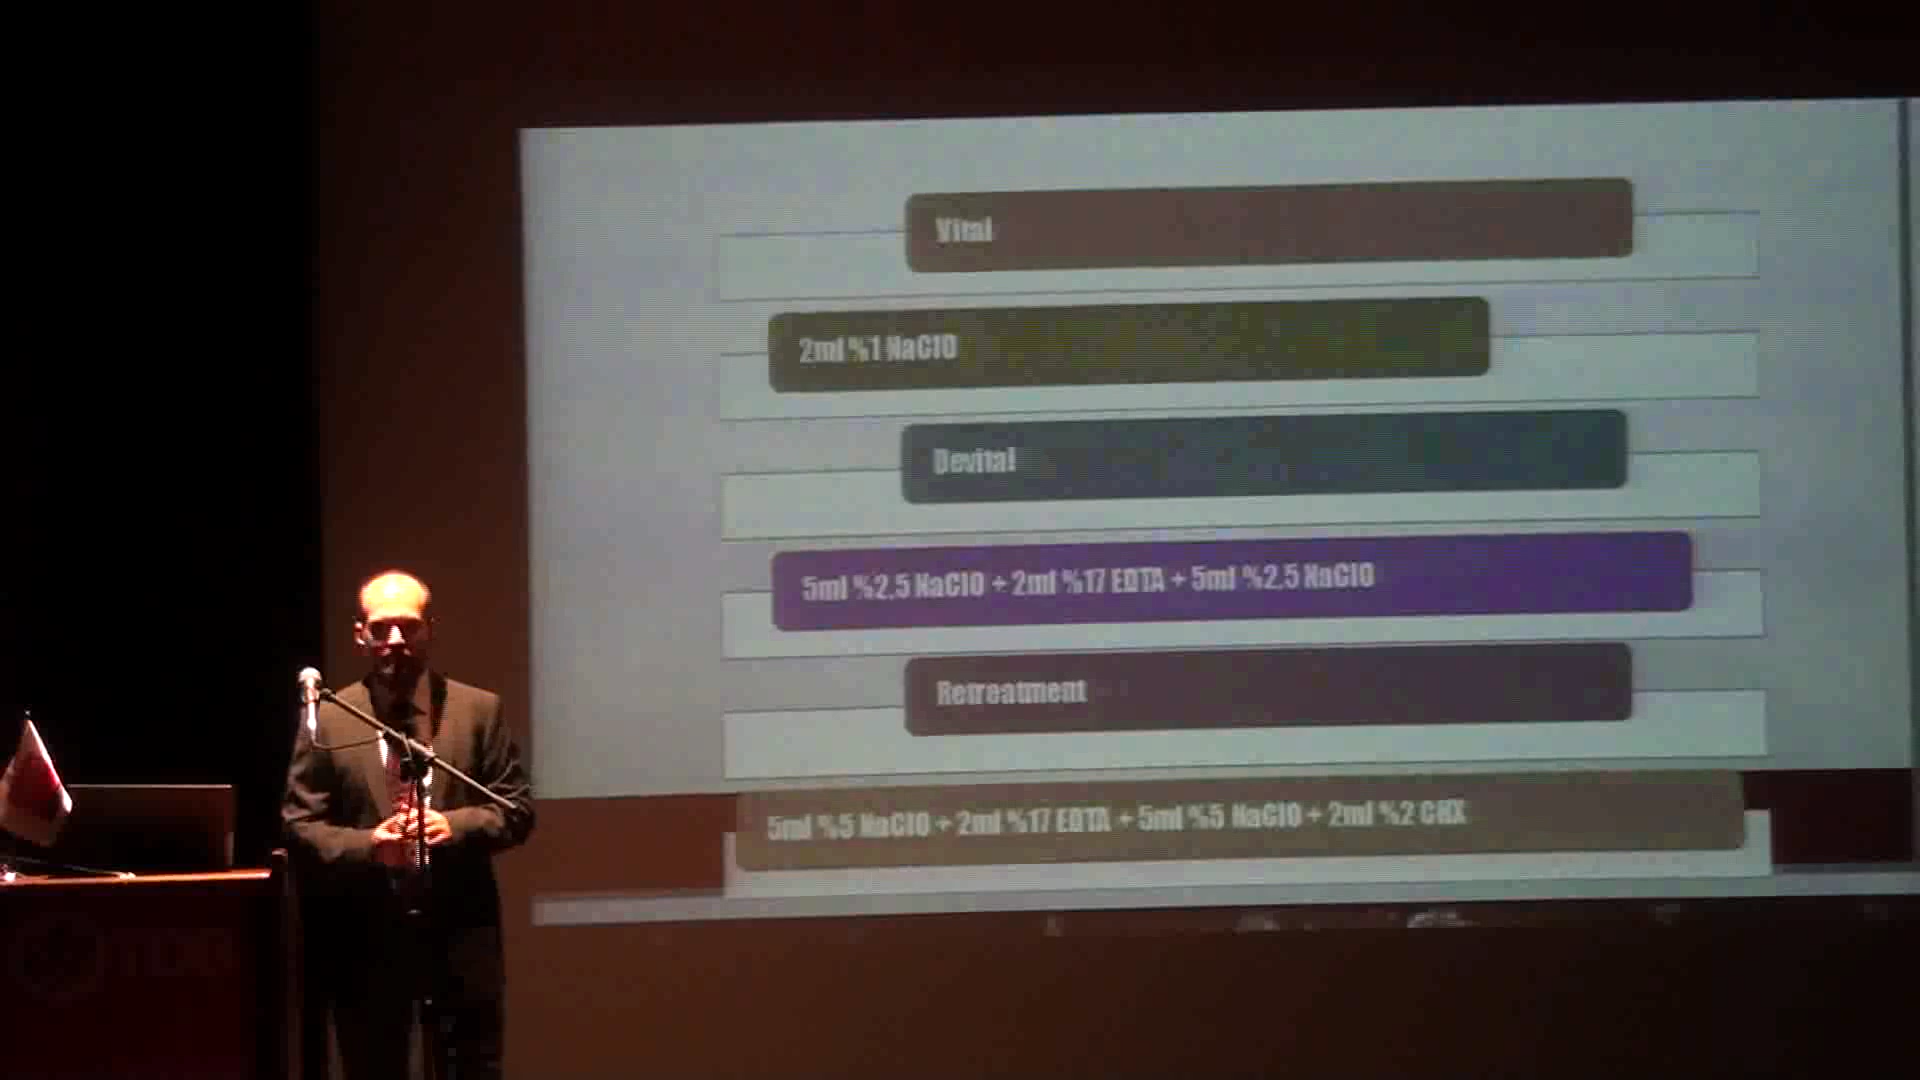 Vital
2ml %1 NaClO
Devital
5ml %2.5 NaClO + 2ml %17 EDTA + 5ml %2.5 NaClO
Retreatment
5ml %5 NaClO + 2ml %17 EDTA + 5ml %5 NaClO + 2ml %2 CHX